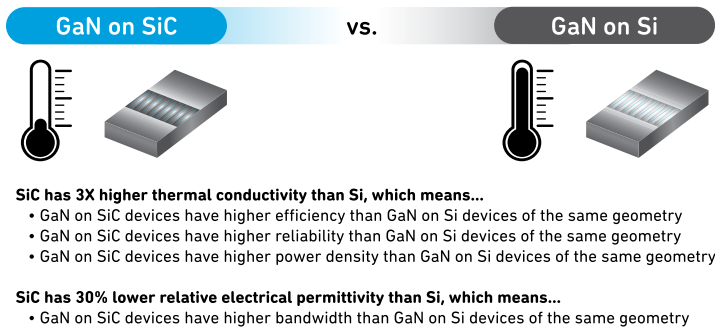 GaN on SiC
vs.
GaN on Si
SiC has 3X higher thermal conductivity than Si, which means...
• GaN on SiC devices have higher efficiency than GaN on Si devices of the same geometry
• GaN on SiC devices have higher reliability than GaN on Si devices of the same geometry
• GaN on SiC devices have higher power density than GaN on Si devices of the same geometry
SiC has 30% lower relative electrical permittivity than Si, which means...
• GaN on SiC devices have higher bandwidth than GaN on Si devices of the same geometry